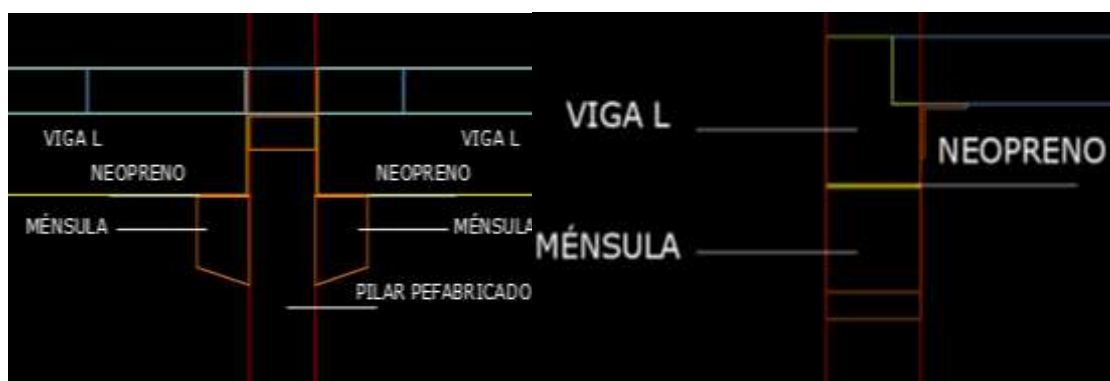 VIGA L
VIGA L
NEOPRENO
NEOPRENO
MÉNSULA
MÉNSULA
PILAR PEFABRICADO
VIGA L
NEOPRENO
MÉNSULA